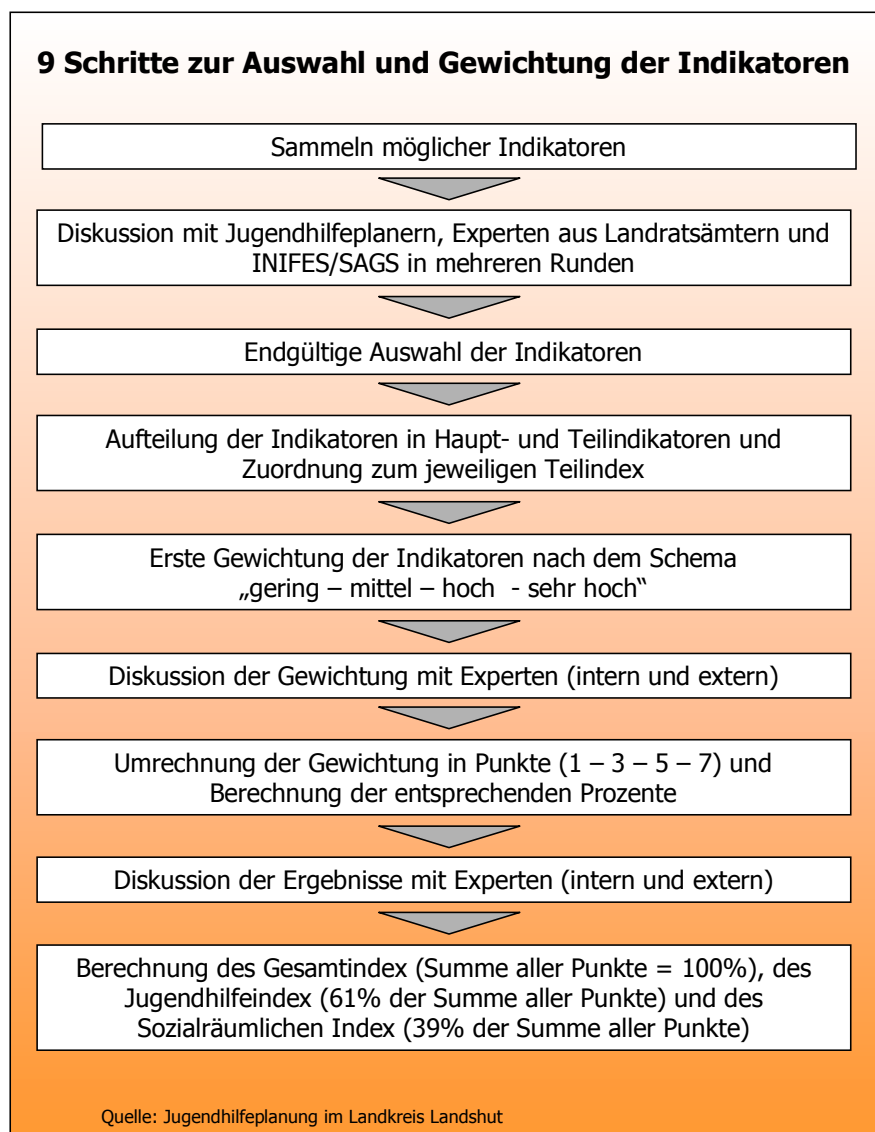 9 Schritte zur Auswahl und Gewichtung der Indikatoren
Sammeln möglicher Indikatoren
Diskussion mit Jugendhilfeplanern, Experten aus Landratsämtern und
INIFES/SAGS in mehreren Runden
Endgültige Auswahl der Indikatoren
Aufteilung der Indikatoren in Haupt- und Teilindikatoren und
Zuordnung zum jeweiligen Teilindex
Erste Gewichtung der Indikatoren nach dem Schema
„gering – mittel – hoch - sehr hoch“
Diskussion der Gewichtung mit Experten (intern und extern)
Umrechnung der Gewichtung in Punkte (1 – 3 – 5 – 7) und
Berechnung der entsprechenden Prozente
Diskussion der Ergebnisse mit Experten (intern und extern)
Berechnung des Gesamtindex (Summe aller Punkte = 100%), des
Jugendhilfeindex (61% der Summe aller Punkte) und des
Sozialräumlichen Index (39% der Summe aller Punkte)
Quelle: Jugendhilfeplanung im Landkreis Landshut